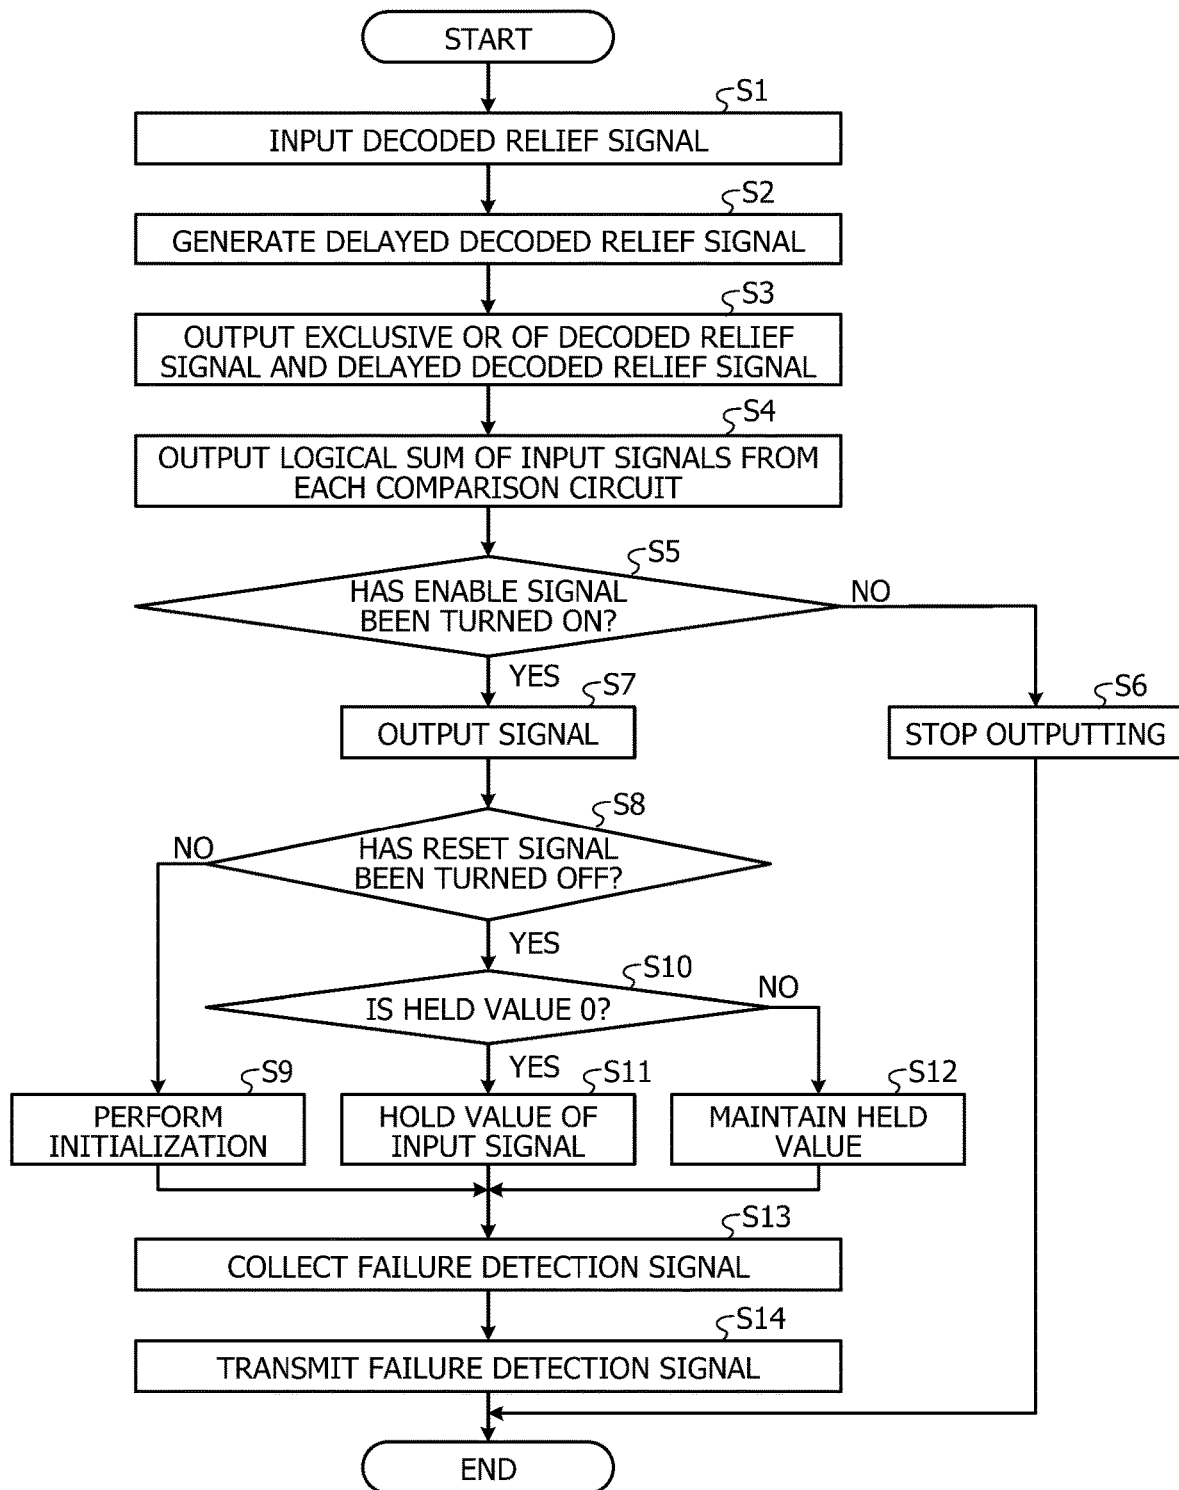 START
S1
INPUT DECODED RELIEF SIGNAL
S2
GENERATE DELAYED DECODED RELIEF SIGNAL
S3
OUTPUT EXCLUSIVE OR OF DECODED RELIEF
SIGNAL AND DELAYED DECODED RELIEF SIGNAL
S4
OUTPUT LOGICAL SUM OF INPUT SIGNALS FROM
EACH COMPARISON CIRCUIT
S5
HAS ENABLE SIGNAL
BEEN TURNED ON?
NO
YES
S7
OUTPUT SIGNAL
S6
STOP OUTPUTTING
S8
HAS RESET SIGNAL
BEEN TURNED OFF?
NO
YES
S10
IS HELD VALUE 0?
NO
YES
S9
PERFORM
INITIALIZATION
S11
HOLD VALUE OF
INPUT SIGNAL
S12
MAINTAIN HELD
VALUE
S13
COLLECT FAILURE DETECTION SIGNAL
S14
TRANSMIT FAILURE DETECTION SIGNAL
END